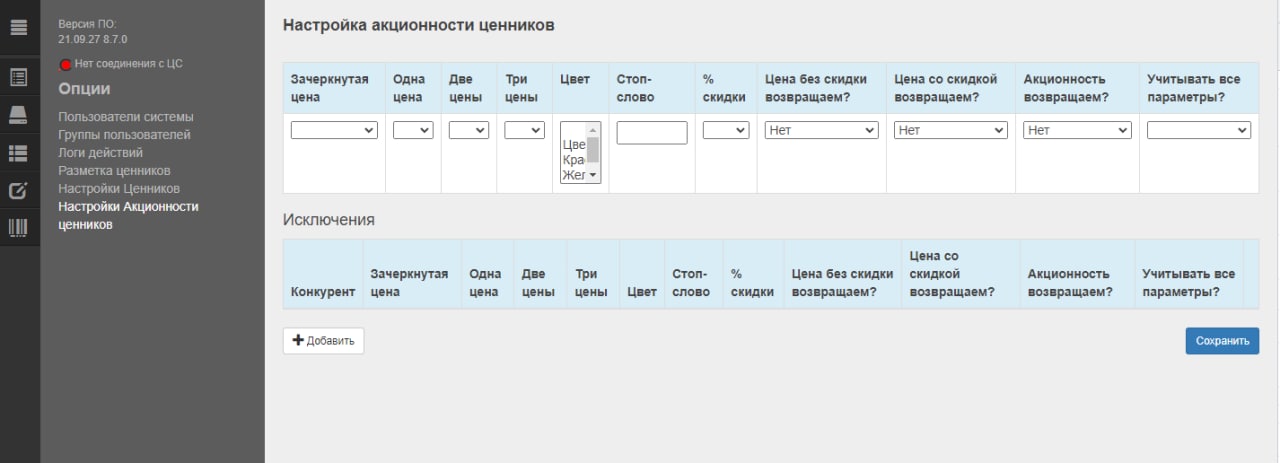 Версия ПО:
21.09.27 8.7.0
Нет соединения с ЦС
Опции
Пользователи системы
Группы пользователей
Логи действий
Разметка ценников
Настройки Ценников
Настройки Акционности
ценников
Настройка акционности ценников
Зачеркнутая цена
Одна цена
Две цены
Три цены
Цвет
Стоп-слово
% скидки
Цена без скидки возвращаем?
Цена со скидкой возвращаем?
Акционность возвращаем?
Учитывать все параметры?
Цве
Кра
Жел
Нет
Нет
Нет
Исключения
Конкурент
Зачеркнутая цена
Одна цена
Две цены
Три цены
Цвет
Стоп-слово
% скидки
Цена без скидки возвращаем?
Цена со скидкой возвращаем?
Акционность возвращаем?
Учитывать все параметры?
Добавить
Сохранить